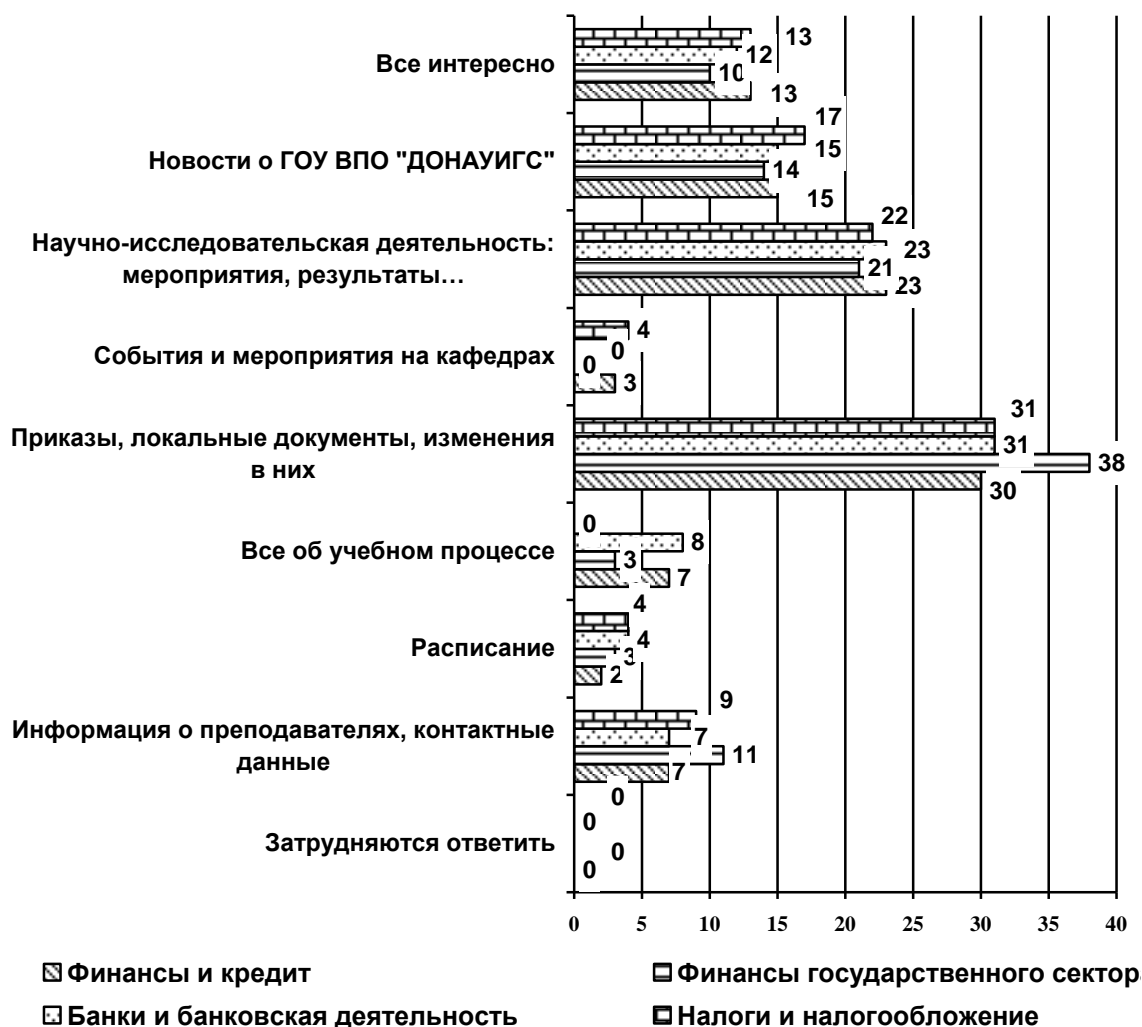 Все интересно
13
12
10
13
Новости о ГОУ ВПО "ДОНАУИГС"
17
15
14
15
Научно-исследовательская деятельность:
мероприятия, результаты…
22
23
21
23
События и мероприятия на кафедрах
4
0
0
3
Приказы, локальные документы, изменения
в них
31
31
38
30
Все об учебном процессе
0
8
3
7
Расписание
4
4
3
2
Информация о преподавателях, контактные
данные
9
7
11
7
Затрудняются ответить
0
0
0
0
0 5 10 15 20 25 30 35 40
Финансы и кредит
Финансы государственного сектора
Банки и банковская деятельность
Налоги и налогообложение